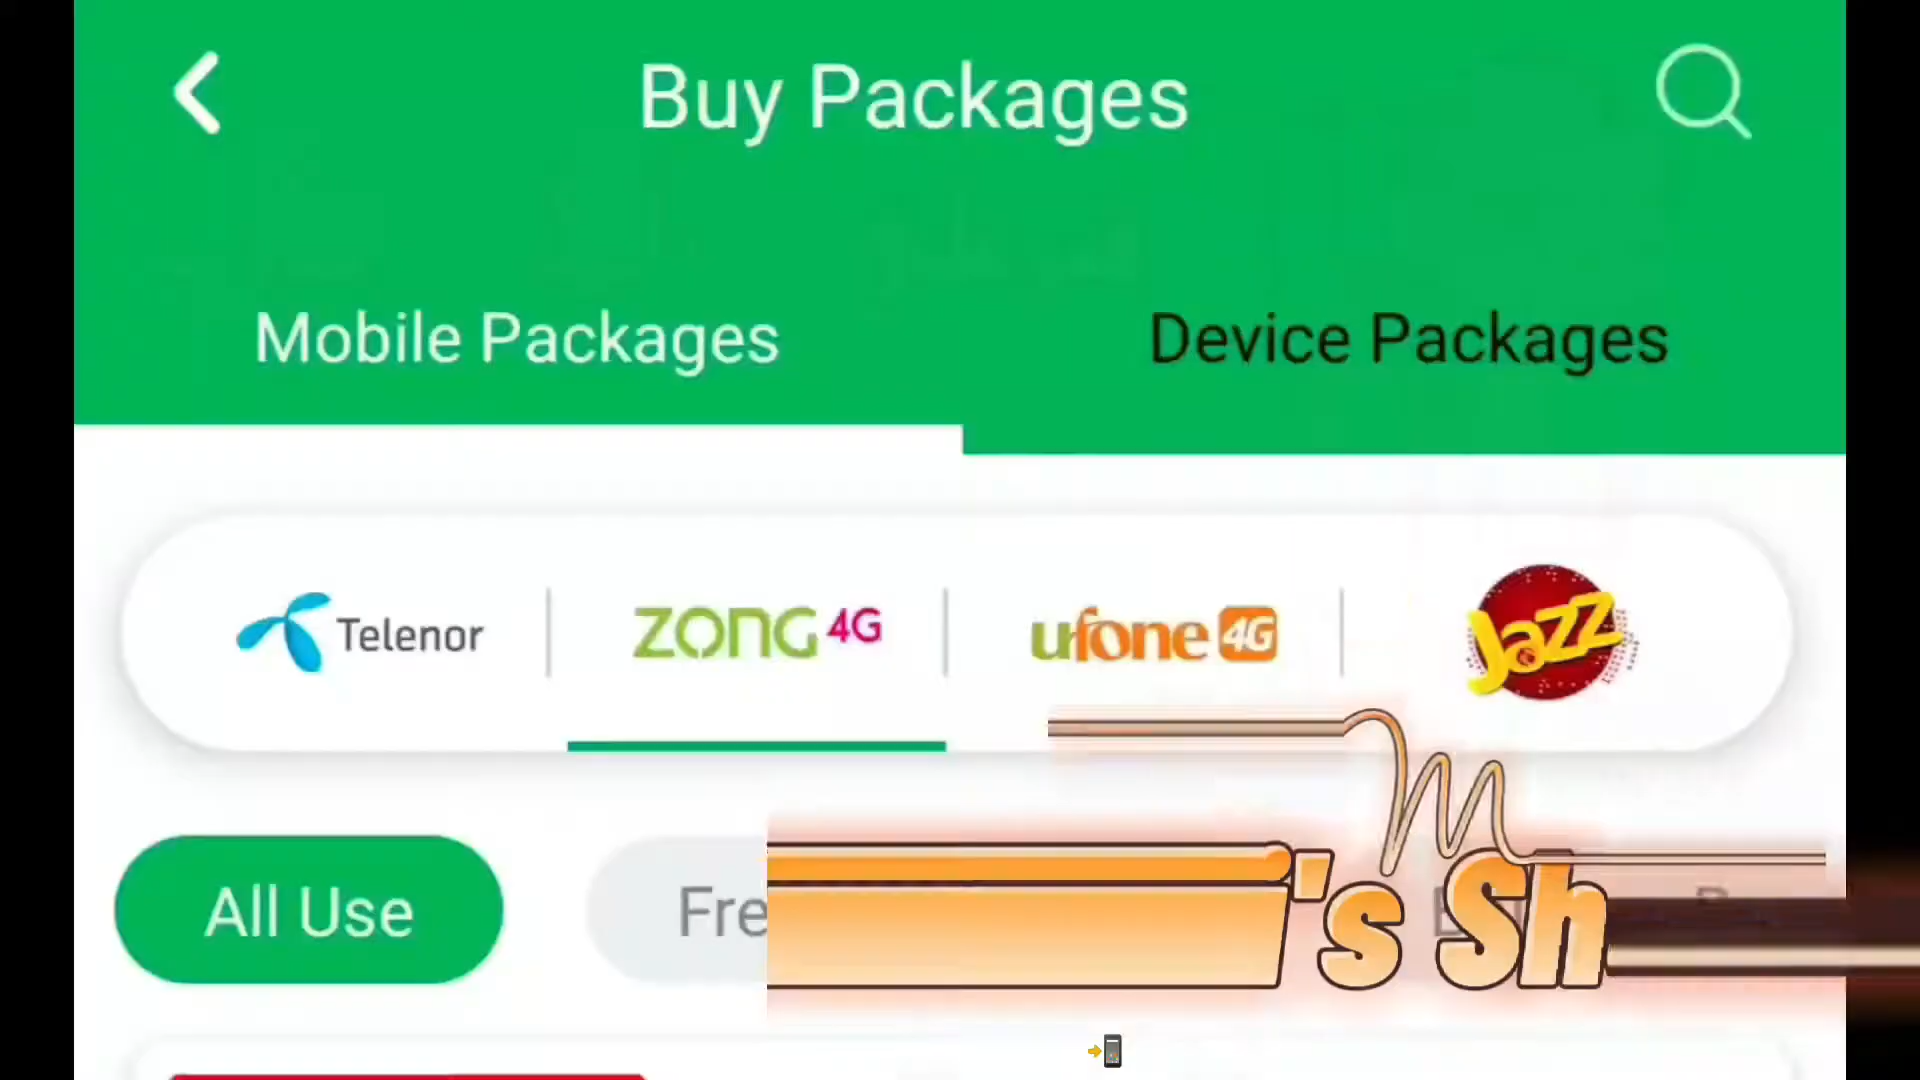 Buy Packages
Mobile Packages
Device Packages
Telenor
ZONG 4G
ufone 4G
Jazz
All Use
Fre
M
's Sh